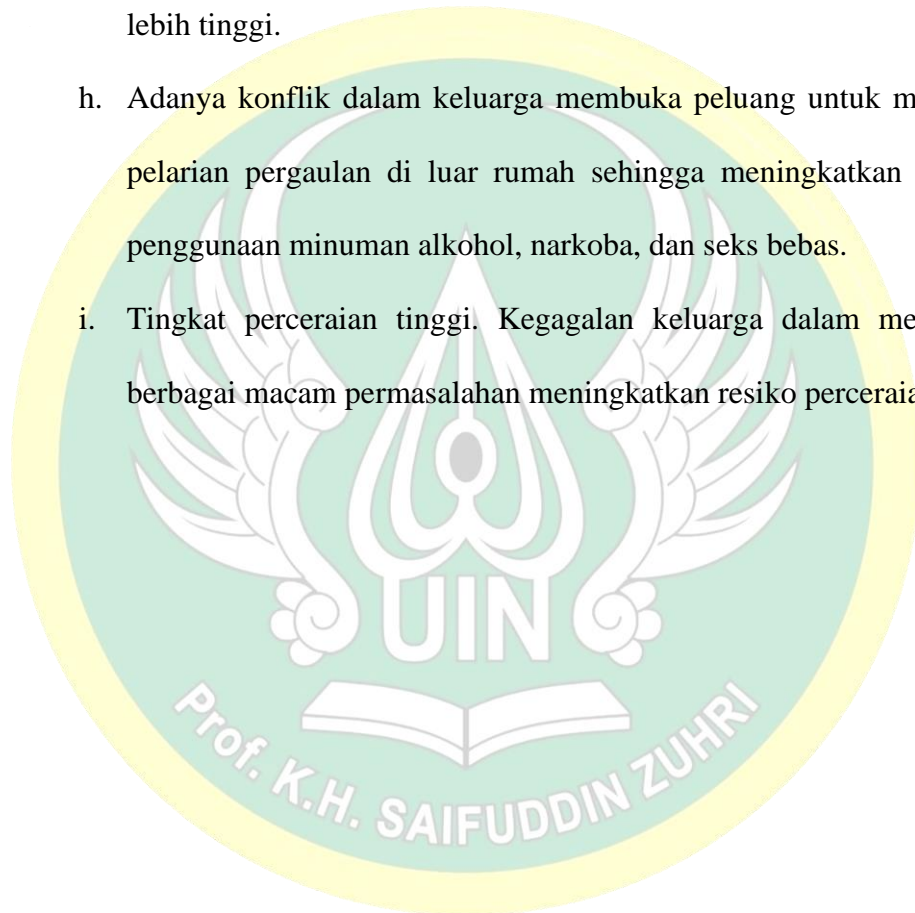 lebih tinggi.
h. Adanya konflik dalam keluarga membuka peluang untuk
pelarian pergaulan di luar rumah sehingga meningkatkan
penggunaan minuman alkohol, narkoba, dan seks bebas.
i. Tingkat perceraian tinggi. Kegagalan keluarga dalam
berbagai macam permasalahan meningkatkan resiko
UIN
Prof. K.H. SAIFUDDIN ZUHRI